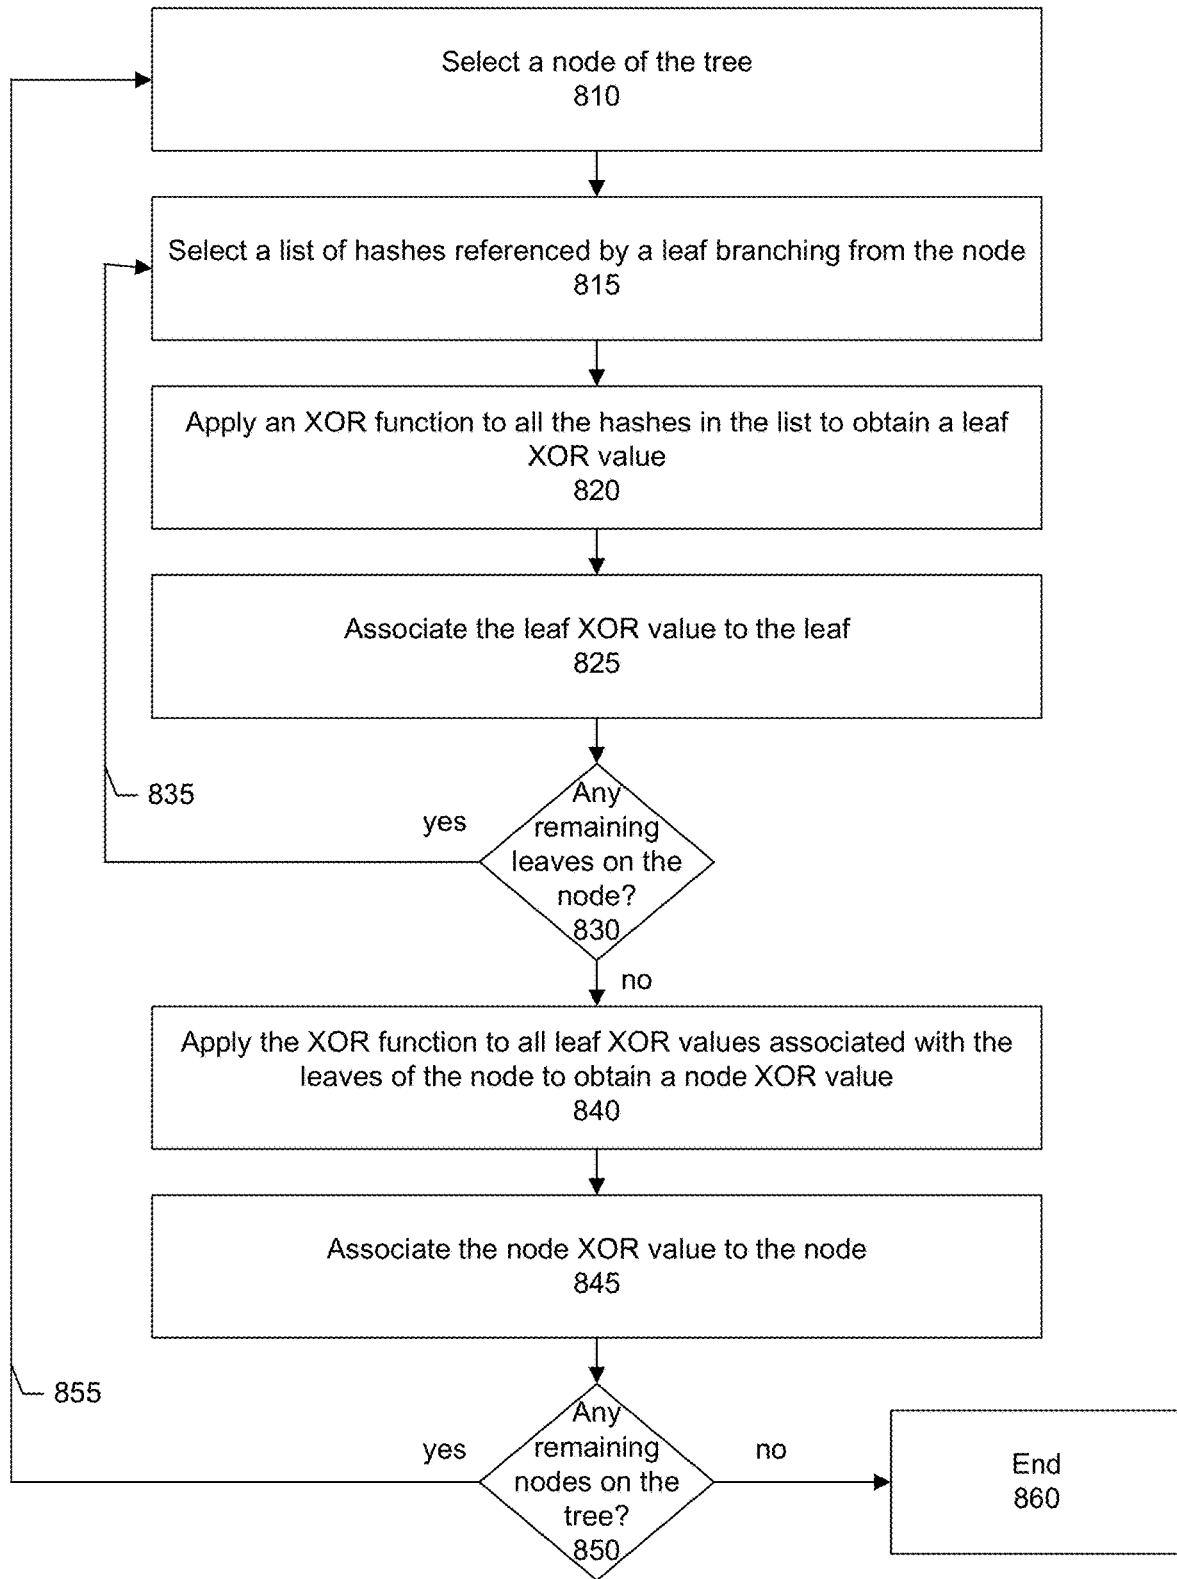 Select a node of the tree
810
Select a list of hashes referenced by a leaf branching from the node
815
Apply an XOR function to all the hashes in the list to obtain a leaf
XOR value
820
Associate the leaf XOR value to the leaf
825
835
yes
Any
remaining
leaves on the
node?
830
no
Apply the XOR function to all leaf XOR values associated with the
leaves of the node to obtain a node XOR value
840
Associate the node XOR value to the node
845
855
yes
Any
remaining
nodes on the
tree?
850
no
End
860